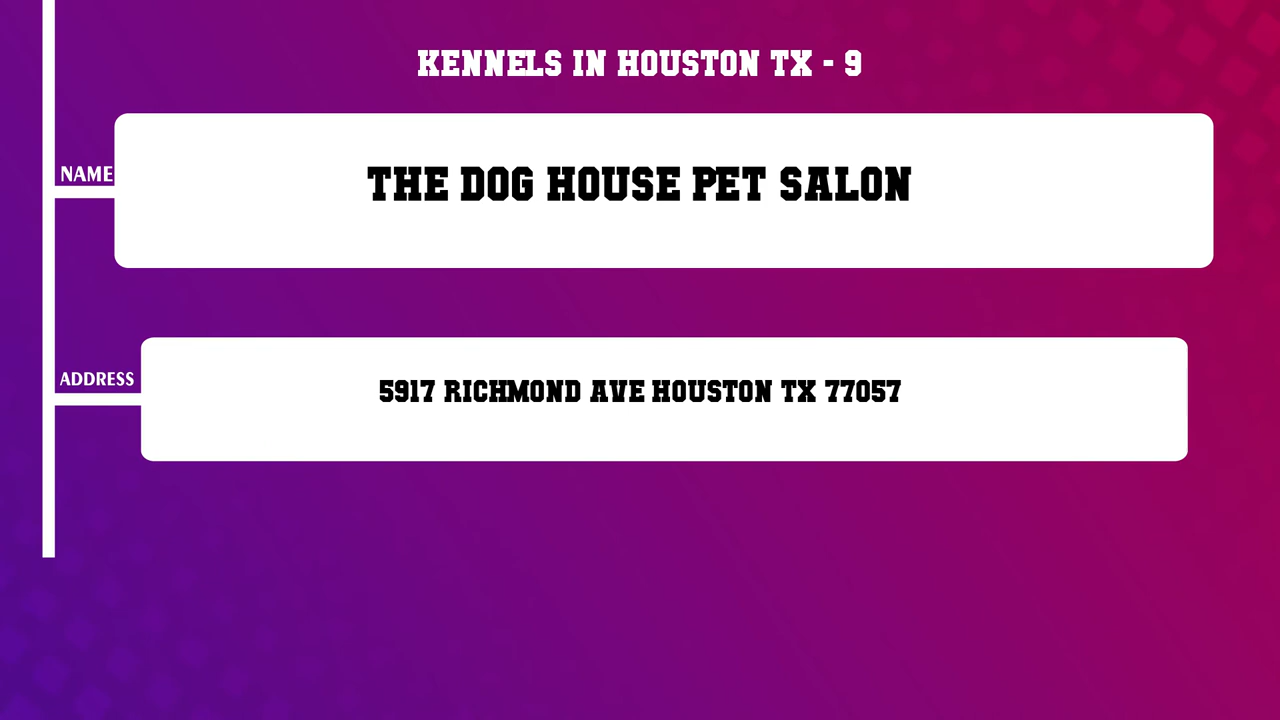 KENNELS IN HOUSTON TX - 9
NAME
THE DOG HOUSE PET SALON
ADDRESS
5917 RICHMOND AVE HOUSTON TX 77057